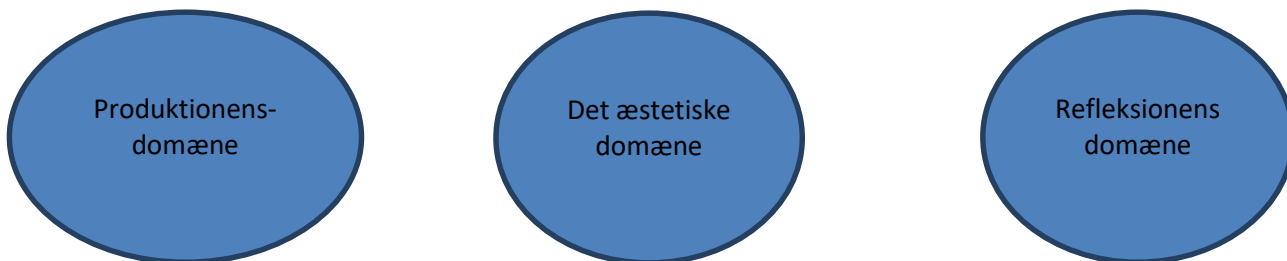 Produktionens-
domæne
Det æstetiske
domæne
Refleksionens
domæne